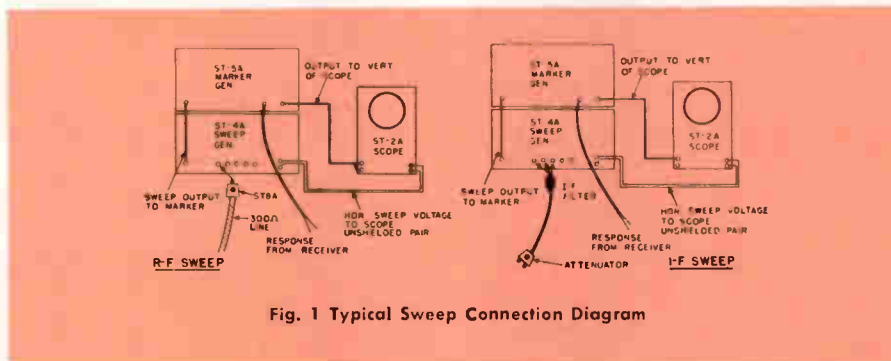 ST-5A
MARKER
GEN
OUTPUT TO VERT
OF SCOPE
ST-4A
SWEEP
GEN
ST-2A
SCOPE
SWEEP OUTPUT
TO MARKER
ST8A
300Ω
LINE
RESPONSE
FROM RECEIVER
HOR SWEEP VOLTAGE
TO SCOPE
UNSHIELDED PAIR
R-F SWEEP
ST-5A
MARKER
GEN
OUTPUT TO VERT
OF SCOPE
ST-4A
SWEEP
GEN
ST-2A
SCOPE
SWEEP OUTPUT
TO MARKER
I-F
FILTER
HOR SWEEP VOLTAGE
TO SCOPE
UNSHIELDED PAIR
RESPONSE
FROM RECEIVER
ATTENUATOR
I-F SWEEP
Fig. 1 Typical Sweep Connection Diagram